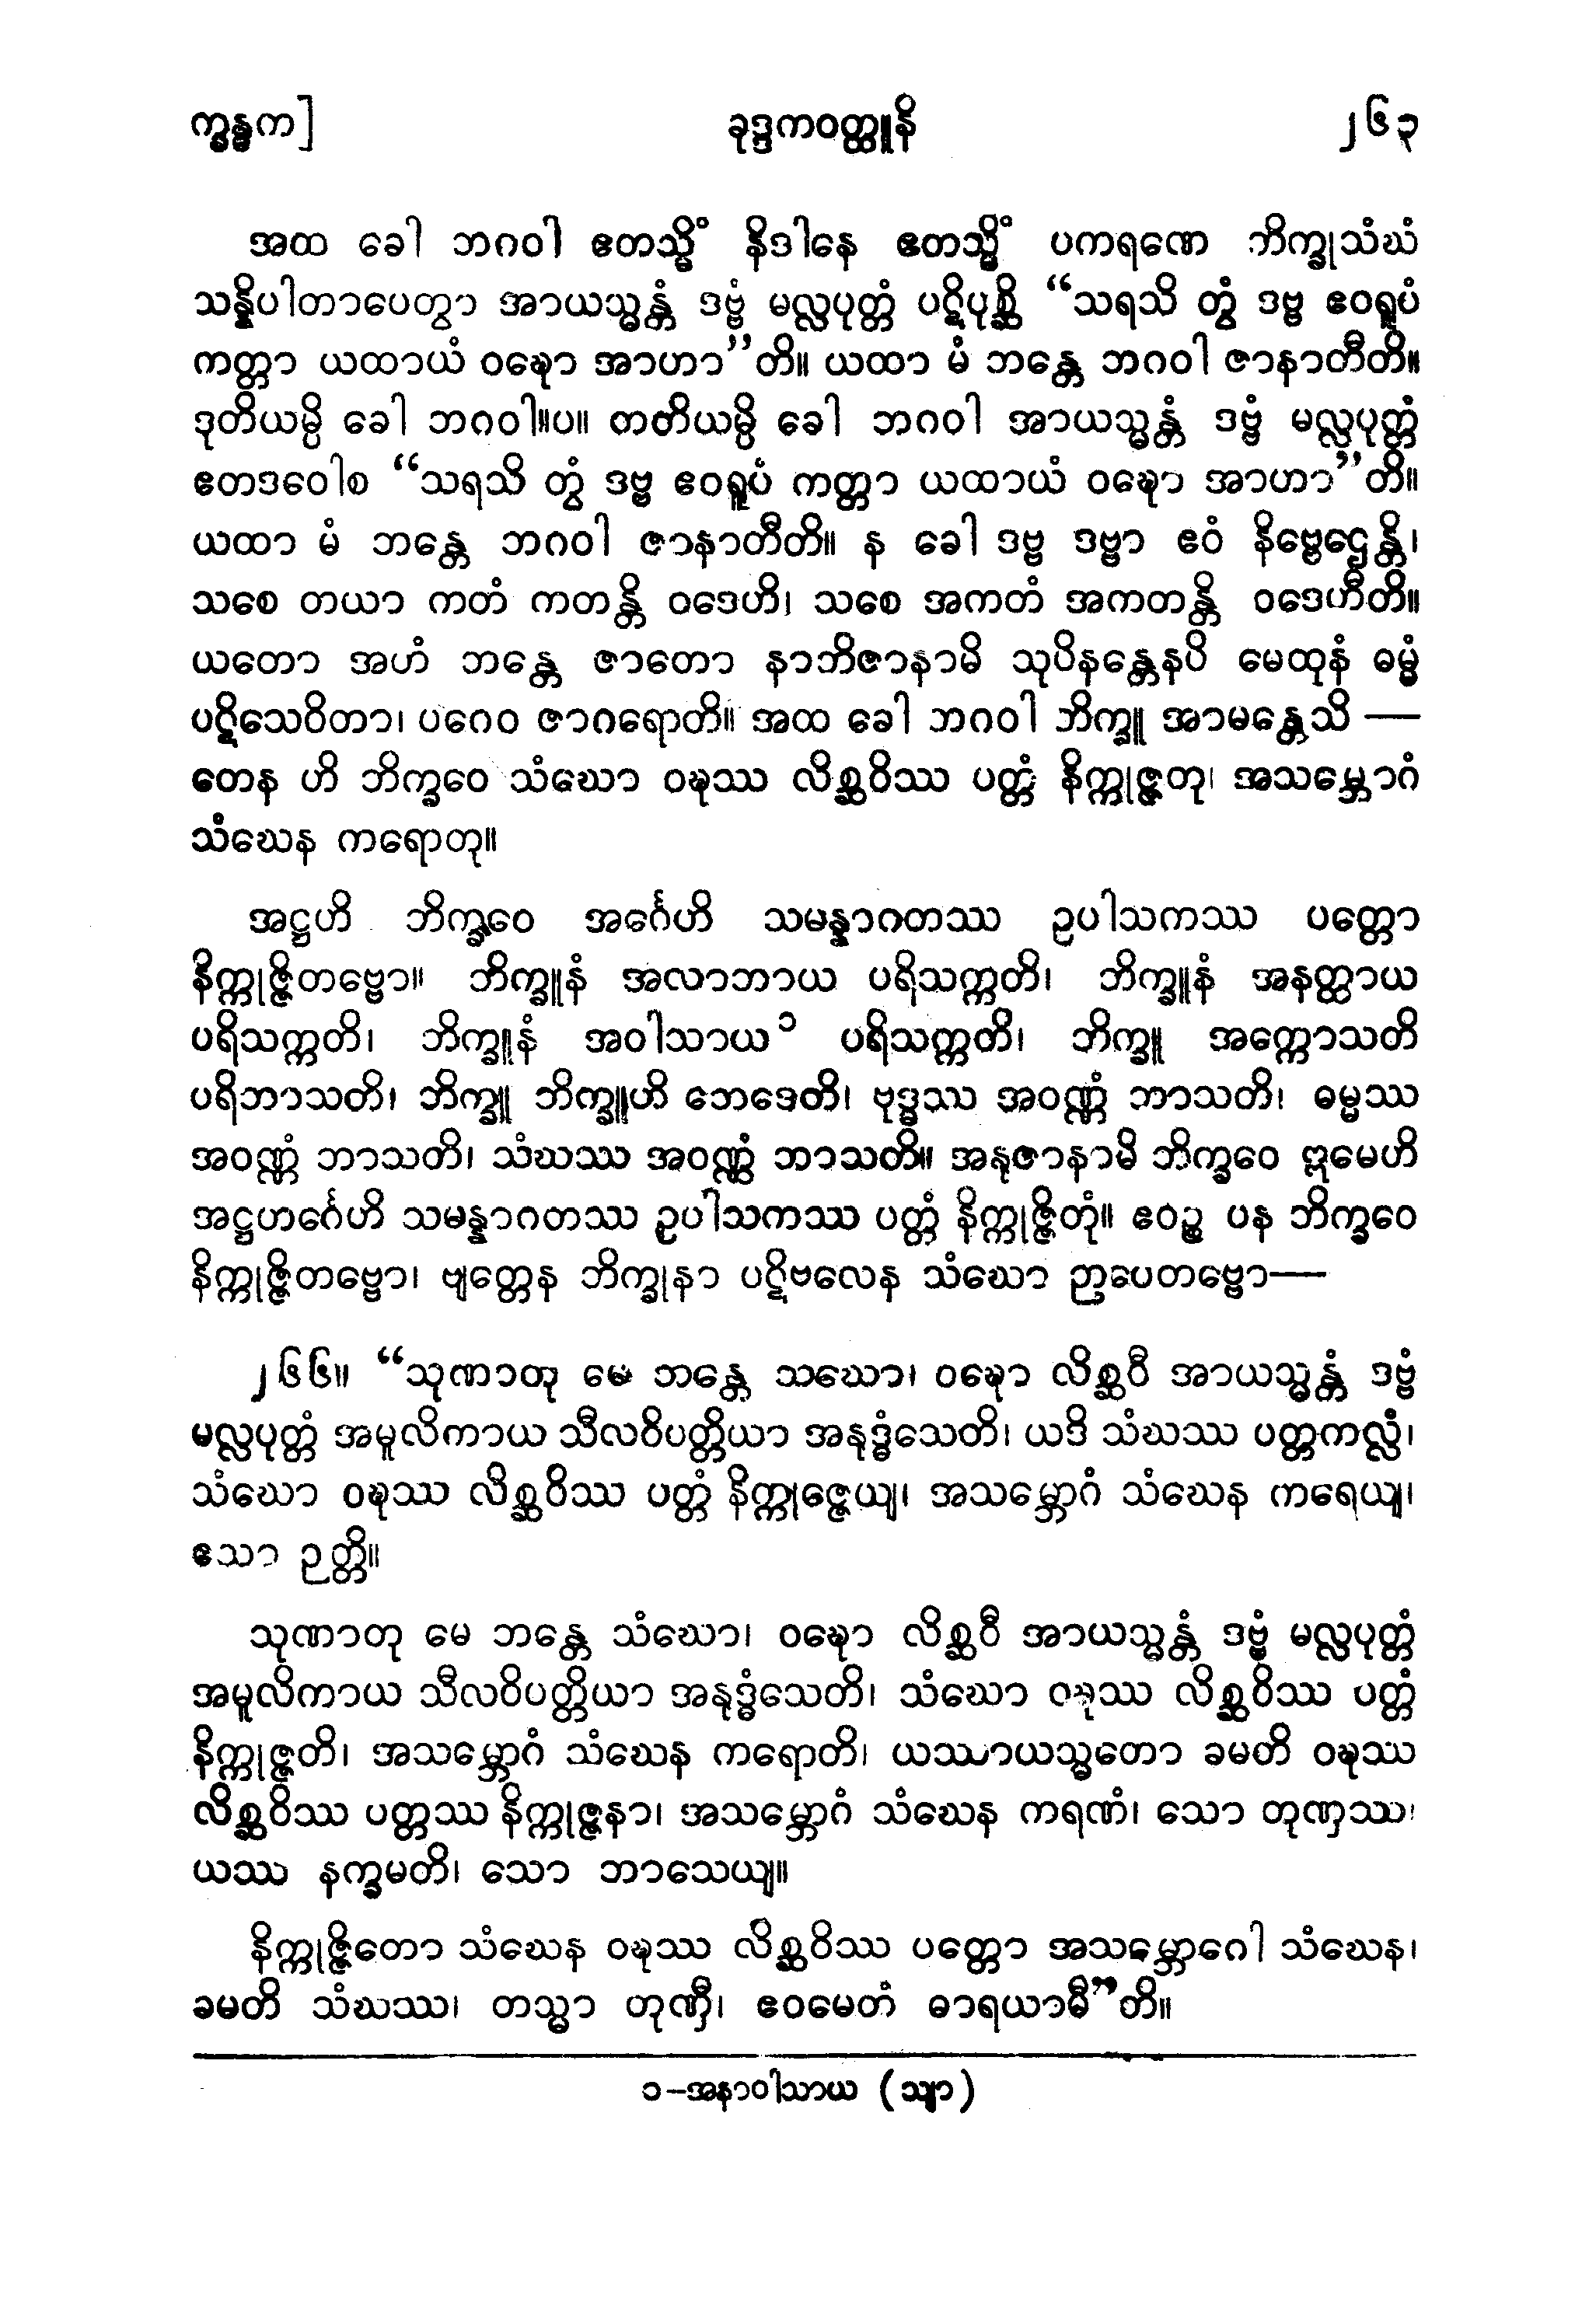 က္ခန္ဓက]
ခုဒ္ဒကဝတ္ထူနိ
၂၆၃
အထ ခေါ ဘဂဝါ ဧတသ္မိံ နိဒါနေ ဧတသ္မိံ ပကရဏေ ဘိက္ခုသံဃံ
သန္နိပါတာပေတွာ အာယသ္မန္တံ ဒဗ္ဗံ မလ္လပုတ္တံ ပဋိပုစ္ဆိ “သရသိ တွံ ဒဗ္ဗ ဧဝရူပံ
ကတ္တာ ယထာယံ ဝဍ္ဎော အာဟာ”တိ။ ယထာ မံ ဘန္တေ ဘဂဝါ ဇာနာတီတိ။
ဒုတိယမ္ပိ ခေါ ဘဂဝါ။ပ။ တတိယမ္ပိ ခေါ ဘဂဝါ အာယသ္မန္တံ ဒဗ္ဗံ မလ္လပုတ္တံ
ဧတဒဝေါစ “သရသိ တွံ ဒဗ္ဗ ဧဝရူပံ ကတ္တာ ယထာယံ ဝဍ္ဎော အာဟာ”တိ။
ယထာ မံ ဘန္တေ ဘဂဝါ ဇာနာတီတိ။ န ခေါ ဒဗ္ဗ ဒဗ္ဗာ ဧဝံ နိဗ္ဗေဌေန္တိ၊
သစေ တယာ ကတံ ကတန္တိ ဝဒေဟိ၊ သစေ အကတံ အကတန္တိ ဝဒေဟီတိ။
ယတော အဟံ ဘန္တေ ဇာတော နာဘိဇာနာမိ သုပိနန္တေနပိ မေထုနံ ဓမ္မံ
ပဋိသေဝိတာ၊ ပဂေဝ ဇာဂရောတိ။ အထ ခေါ ဘဂဝါ ဘိက္ခူ အာမန္တေသိ —
တေန ဟိ ဘိက္ခဝေ သံဃော ဝဍ္ဎဿ လိစ္ဆဝိဿ ပတ္တံ နိက္ကုဇ္ဇတု၊ အသမ္ဘောဂံ
သံဃေန ကရောတု။
အဋ္ဌဟိ ဘိက္ခဝေ အင်္ဂေဟိ သမန္နာဂတဿ ဥပါသကဿ ပတ္တော
နိက္ကုဇ္ဇိတဗ္ဗော။ ဘိက္ခူနံ အလာဘာယ ပရိသက္ကတိ၊ ဘိက္ခူနံ အနတ္ထာယ
ပရိသက္ကတိ၊ ဘိက္ခူနံ အဝါသာယ ၁ ပရိသက္ကတိ၊ ဘိက္ခူ အက္ကောသတိ
ပရိဘာသတိ၊ ဘိက္ခူ ဘိက္ခူဟိ ဘေဒေတိ၊ ဗုဒ္ဓဿ အဝဏ္ဏံ ဘာသတိ၊ ဓမ္မဿ
အဝဏ္ဏံ ဘာသတိ၊ သံဃဿ အဝဏ္ဏံ ဘာသတိ။ အနုဇာနာမိ ဘိက္ခဝေ ဣမေဟိ
အဋ္ဌဟင်္ဂေဟိ သမန္နာဂတဿ ဥပါသကဿ ပတ္တံ နိက္ကုဇ္ဇိတုံ။ ဧဝဉ္စ ပန ဘိက္ခဝေ
နိက္ကုဇ္ဇိတဗ္ဗော၊ ဗျတ္တေန ဘိက္ခုနာ ပဋိဗလေန သံဃော ဉာပေတဗ္ဗော—
၂၆၆။ “သုဏာတု မေ ဘန္တေ သဃော၊ ဝဍ္ဎော လိစ္ဆဝီ အာယသ္မန္တံ ဒဗ္ဗံ
မလ္လပုတ္တံ အမူလိကာယ သီလဝိပတ္တိယာ အနုဒ္ဓံသေတိ၊ ယဒိ သံဃဿ ပတ္တကလ္လံ၊
သံဃော ဝဍ္ဎဿ လိစ္ဆဝိဿ ပတ္တံ နိက္ကုဇ္ဇေယျ၊ အသမ္ဘောဂံ သံဃေန ကရေယျ၊
ဧသာ ဉတ္တိ။
သုဏာတု မေ ဘန္တေ သံဃော၊ ဝဍ္ဎော လိစ္ဆဝီ အာယသ္မန္တံ ဒဗ္ဗံ မလ္လပုတ္တံ
အမူလိကာယ သီလဝိပတ္တိယာ အနုဒ္ဓံသေတိ၊ သံဃော ဝဍ္ဎဿ လိစ္ဆဝိဿ ပတ္တံ
နိက္ကုဇ္ဇတိ၊ အသမ္ဘောဂံ သံဃေန ကရောတိ၊ ယဿာယသ္မတော ခမတိ ဝဍ္ဎဿ
လိစ္ဆဝိဿ ပတ္တဿ နိက္ကုဇ္ဇနာ၊ အသမ္ဘောဂံ သံဃေန ကရဏံ၊ သော တုဏှဿ၊
ယဿ နက္ခမတိ၊ သော ဘာသေယျ။
နိက္ကုဇ္ဇိတော သံဃေန ဝဍ္ဎဿ လိစ္ဆဝိဿ ပတ္တော အသမ္ဘောဂေါ သံဃေန၊
ခမတိ သံဃဿ၊ တသ္မာ တုဏှီ၊ ဧဝမေတံ ဓာရယာမီ”တိ။
၁-အနာဝါသာယ (သျာ)